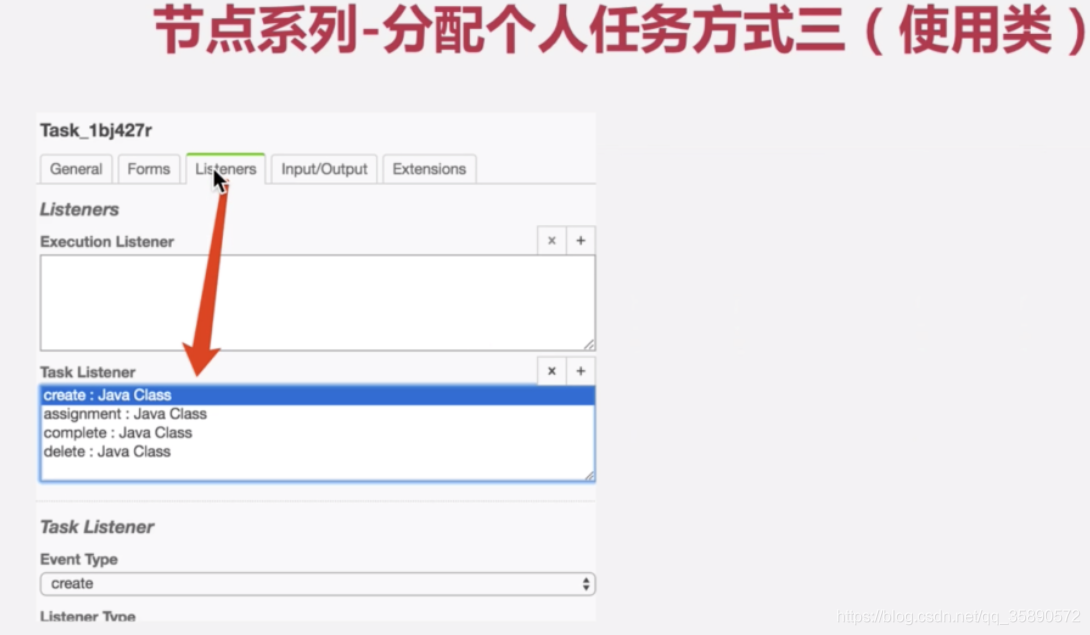 节点系列-分配个人任务方式三（使用类）
Task_1bj427r
General Forms Listeners Input/Output Extensions
Listeners
Execution Listener × +
Task Listener × +
create : Java Class
assignment : Java Class
complete : Java Class
delete : Java Class
Task Listener
Event Type
create
Listener Type
https://blog.csdn.net/qq_35890572